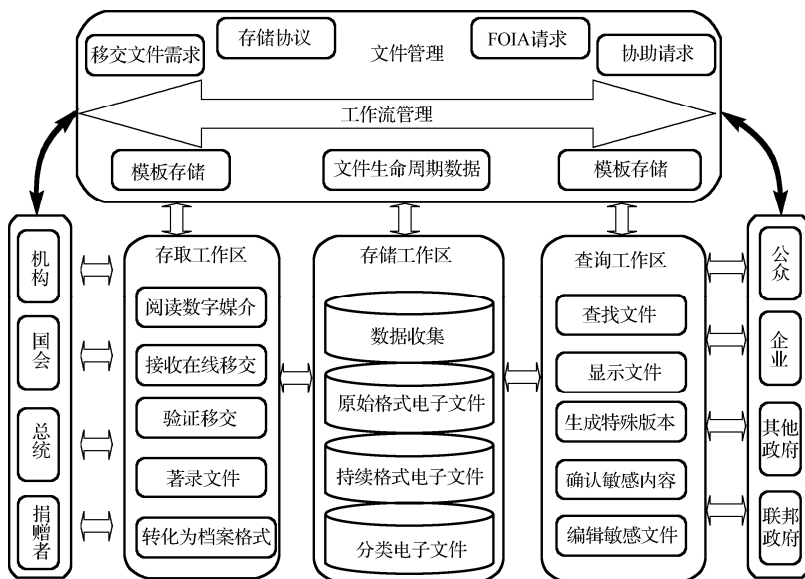 存储协议
FOIA请求
移交文件需求
文件管理
协助请求
工作流管理
模板存储
文件生命周期数据
模板存储
机构
国会
总统
捐赠者
存取工作区
阅读数字媒介
接收在线移交
验证移交
著录文件
转化为档案格式
存储工作区
数据收集
原始格式电子文件
持续格式电子文件
分类电子文件
查询工作区
查找文件
显示文件
生成特殊版本
确认敏感内容
编辑敏感文件
公众
企业
其他
政府
联邦
政府